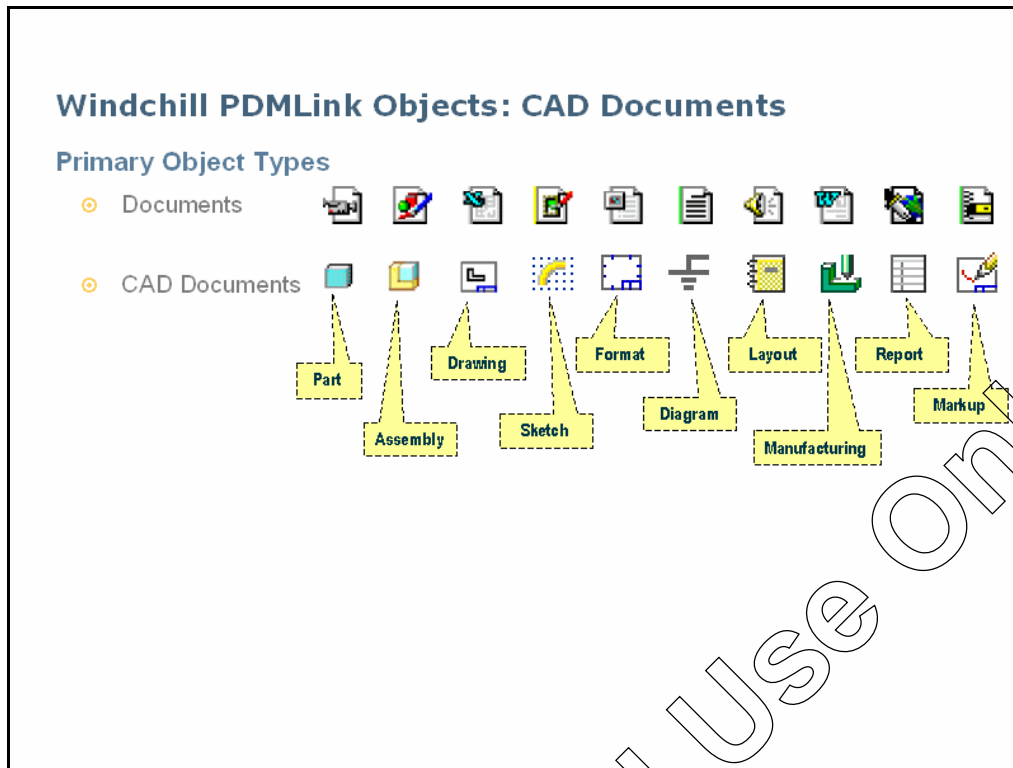 Windchill PDMLink Objects: CAD Documents
Primary Object Types
Documents
CAD Documents
Part
Assembly
Drawing
Sketch
Format
Diagram
Layout
Manufacturing
Report
Markup
Use On